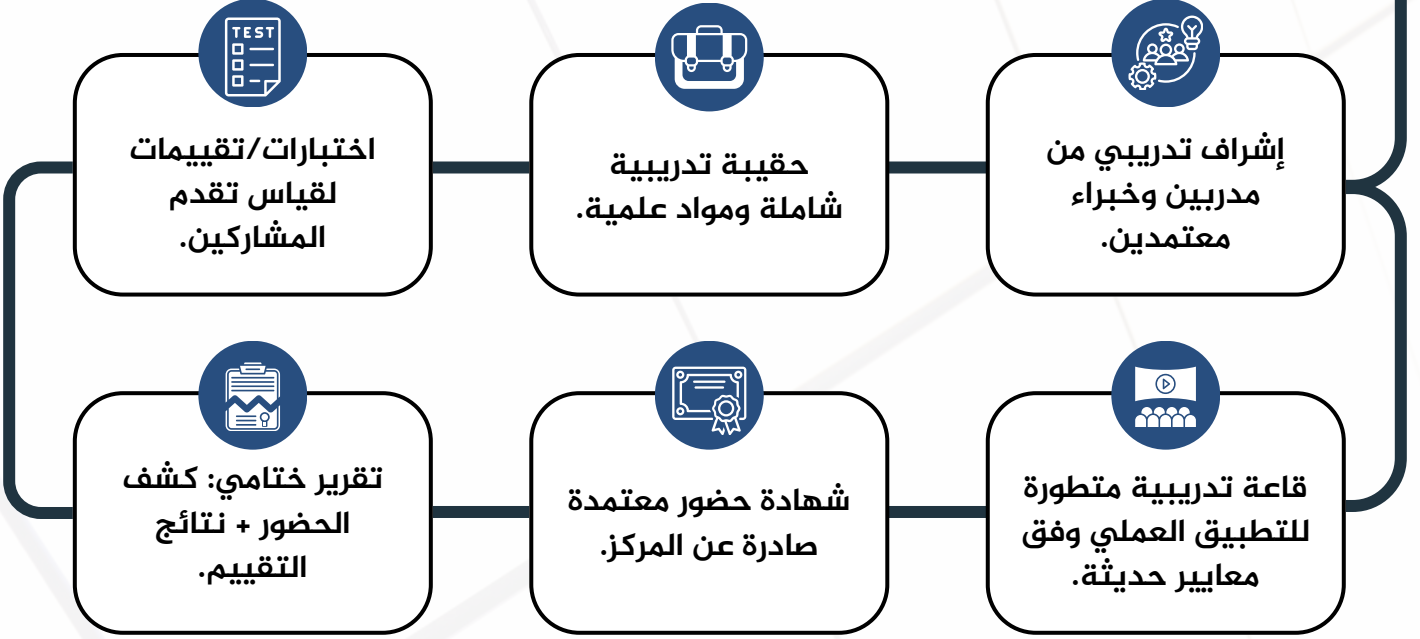 إشراف تدريبي من
مدربين وخبراء
معتمدين.
حقيبة تدريبية
شاملة ومواد علمية.
TEST
اختبارات/تقييمات
لقياس تقدم
المشاركين.
قاعة تدريبية متطورة
للتطبيق العملي وفق
معايير حديثة.
شهادة حضور معتمدة
صادرة عن المركز.
تقرير ختامي: كشف
الحضور + نتائج
التقييم.